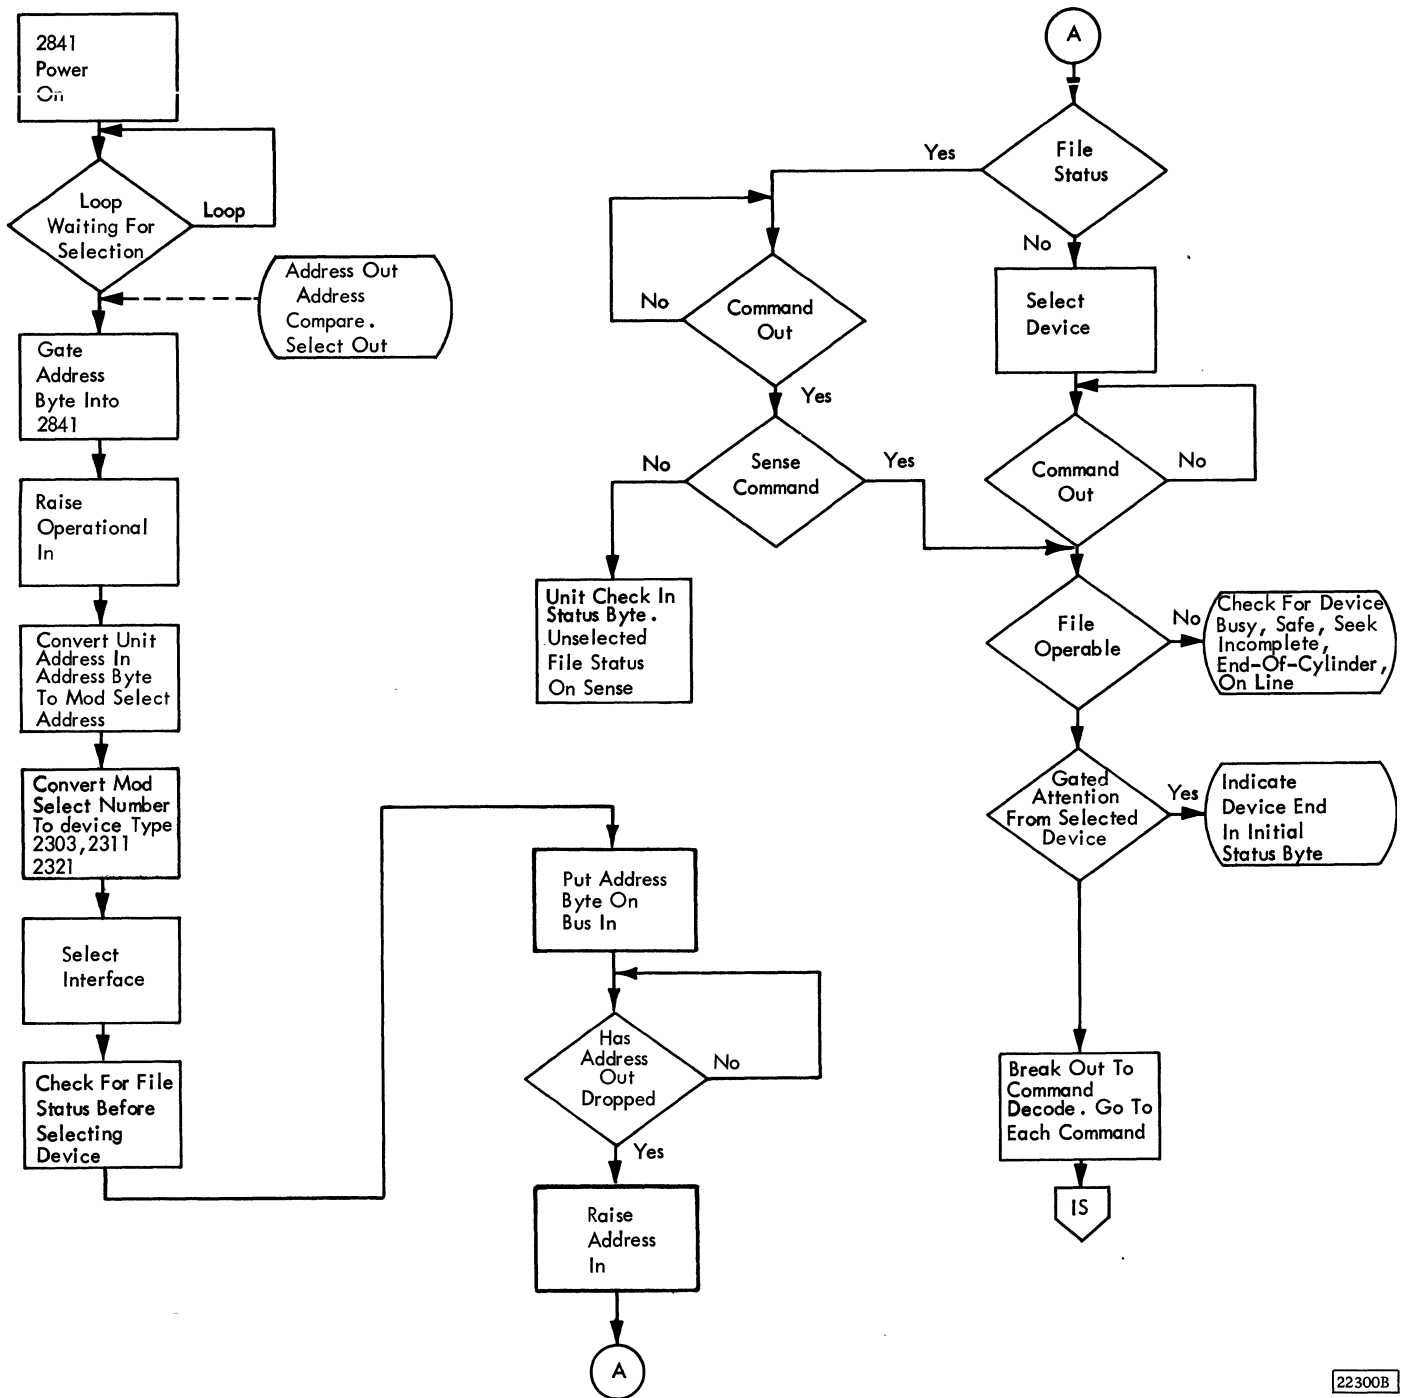 2841
Power
On
Loop
Waiting For
Selection
Loop
Address Out
Address
Compare.
Select Out
Gate
Address
Byte Into
2841
Raise
Operational
In
Convert Unit
Address In
Address Byte
To Mod Select
Address
Convert Mod
Select Number
To device Type
2303,2311
2321
Select
Interface
Check For File
Status Before
Selecting
Device
Put Address
Byte On
Bus In
Has
Address
Out
Dropped
No
Yes
Raise
Address
In
A
A
File
Status
Yes
No
Command
Out
No
Yes
Sense
Command
No
Yes
Unit Check In
Status Byte.
Unselected
File Status
On Sense
Select
Device
Command
Out
No
File
Operable
No
Check For Device
Busy, Safe, Seek
Incomplete,
End-Of-Cylinder,
On Line
Gated
Attention
From Selected
Device
Yes
Indicate
Device End
In Initial
Status Byte
Break Out To
Command
Decode. Go To
Each Command
IS
22300B